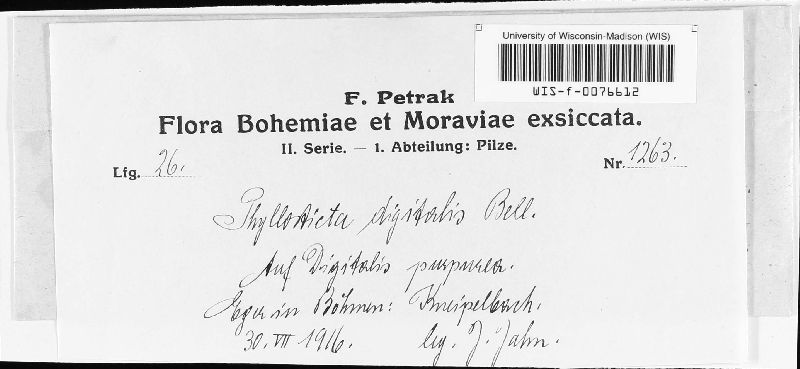 University of Wisconsin-Madison (WIS)
WIS-f-0076612
F. Petrak
Flora Bohemiae et Moraviae exsiccata.
II. Serie. — 1. Abteilung: Pilze.
Lfg. 26. Nr. 1263.
Phyllosticta digitalis Bell.
Auf Digitalis purpurea.
Eger in Böhmen: Kneipelbach.
30. VII 1916. leg. J. Jahn.